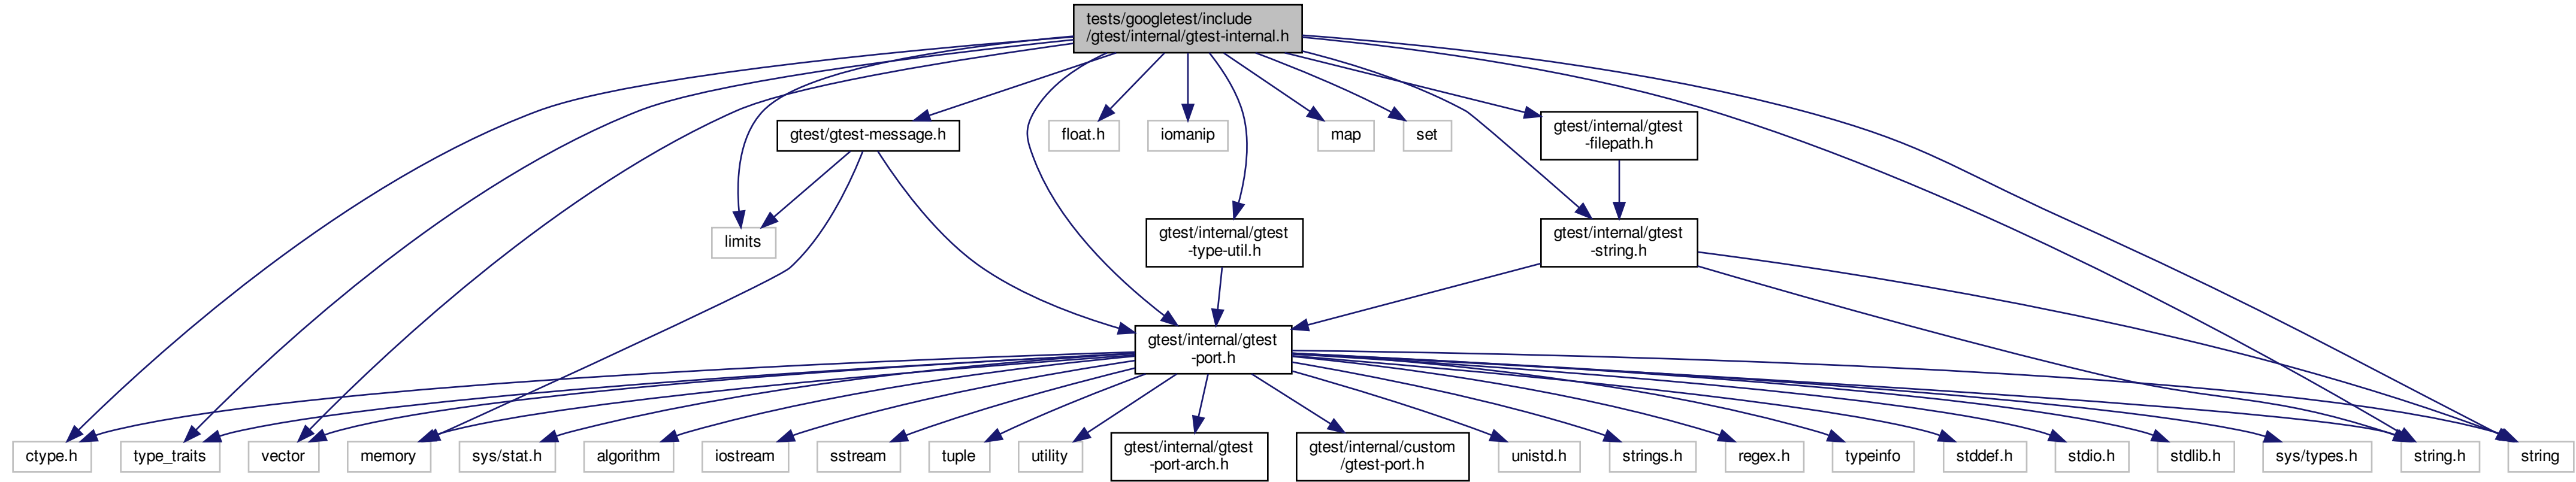 tests/googletest/include
/gtest/internal/gtest-internal.h
gtest/gtest-message.h
float.h
iomanip
map
set
gtest/internal/gtest
-filepath.h
limits
gtest/internal/gtest
-type-util.h
gtest/internal/gtest
-string.h
gtest/internal/gtest
-port.h
ctype.h
type_traits
vector
memory
sys/stat.h
algorithm
iostream
sstream
tuple
utility
gtest/internal/gtest
-port-arch.h
gtest/internal/custom
/gtest-port.h
unistd.h
strings.h
regex.h
typeinfo
stddef.h
stdio.h
stdlib.h
sys/types.h
string.h
string